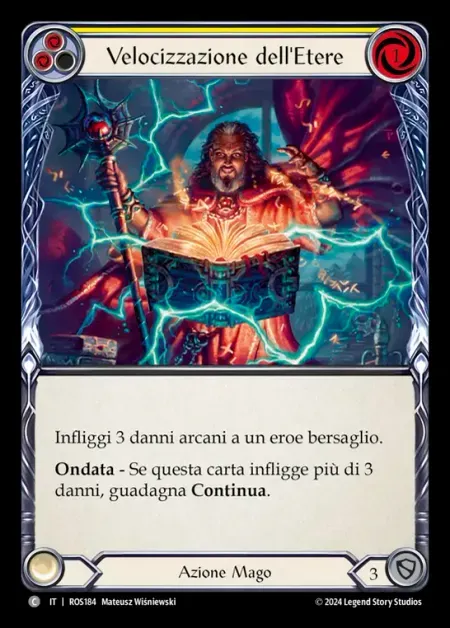 Velocizzazione dell'Etere
1
Infliggi 3 danni arcani a un eroe bersaglio.
Ondata - Se questa carta infligge più di 3
danni, guadagna Continua.
Azione Mago
3
C IT | ROS184 Mateusz Wiśniewski
© 2024 Legend Story Studios